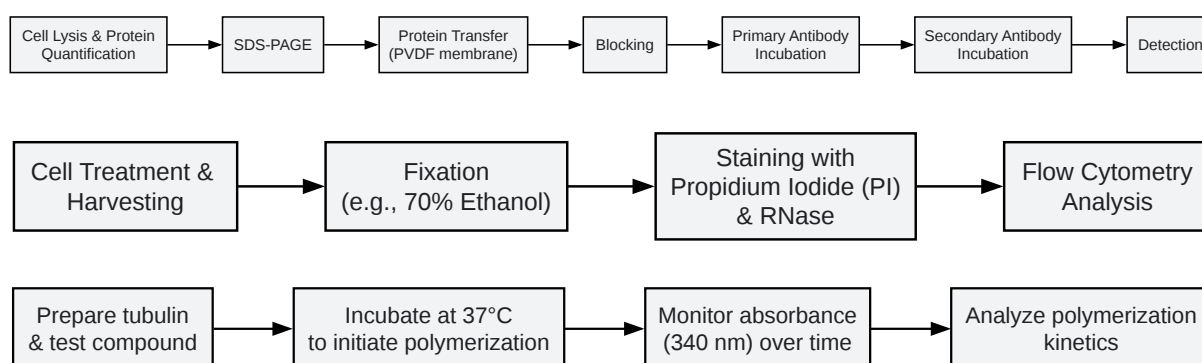 Cell Lysis & Protein
Quantification
SDS-PAGE
Protein Transfer
(PVDF membrane)
Blocking
Primary Antibody
Incubation
Secondary Antibody
Incubation
Detection
Cell Treatment &
Harvesting
Fixation
(e.g., 70% Ethanol)
Staining with
Propidium Iodide (PI)
& RNase
Flow Cytometry
Analysis
Prepare tubulin
& test compound
Incubate at 37°C
to initiate polymerization
Monitor absorbance
(340 nm) over time
Analyze polymerization
kinetics